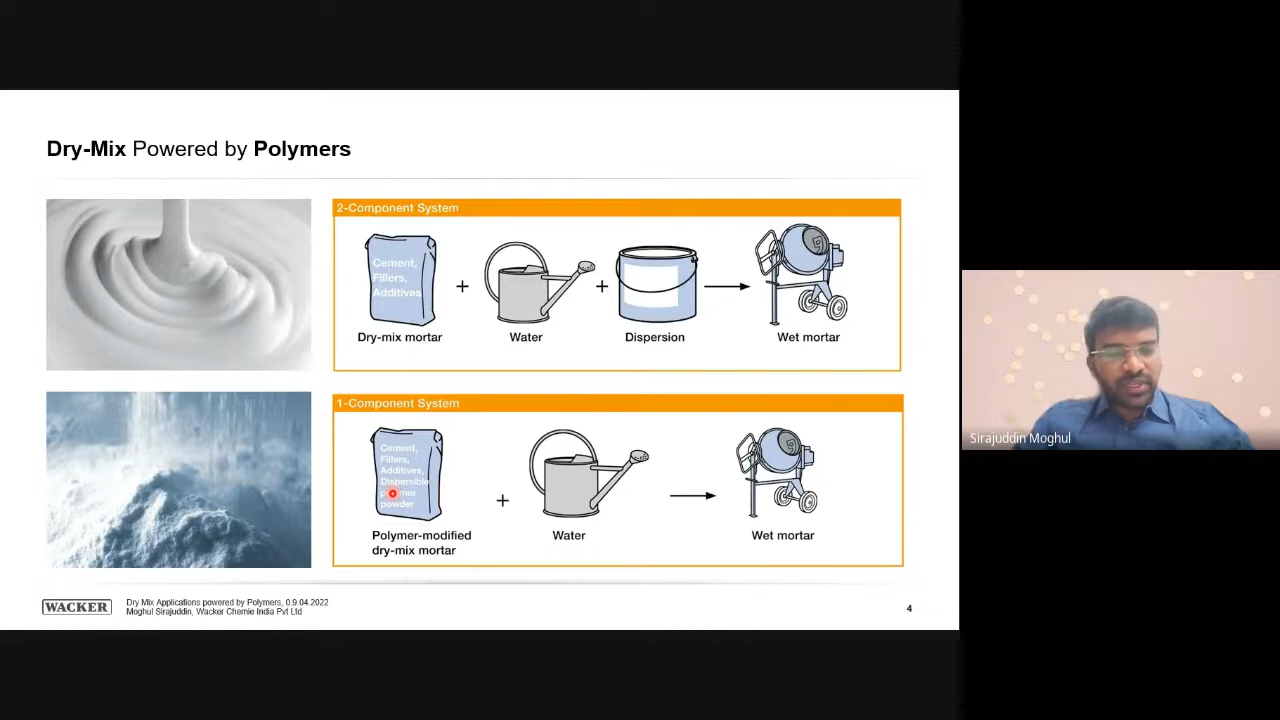 Dry-Mix Powered by Polymers
2-Component System
Cement,
Fillers,
Additives
+
+
Dry-mix mortar
Water
Dispersion
Wet mortar
1-Component System
Cement,
Fillers,
Additives,
Dispersible
powder
+
Polymer-modified
dry-mix mortar
Water
Wet mortar
WACKER
Dry Mix Applications powered by Polymers, 0.9.04.2022
Moghul Sirajuddin, Wacker Chemie India Pvt Ltd
4
Sirajuddin Moghul